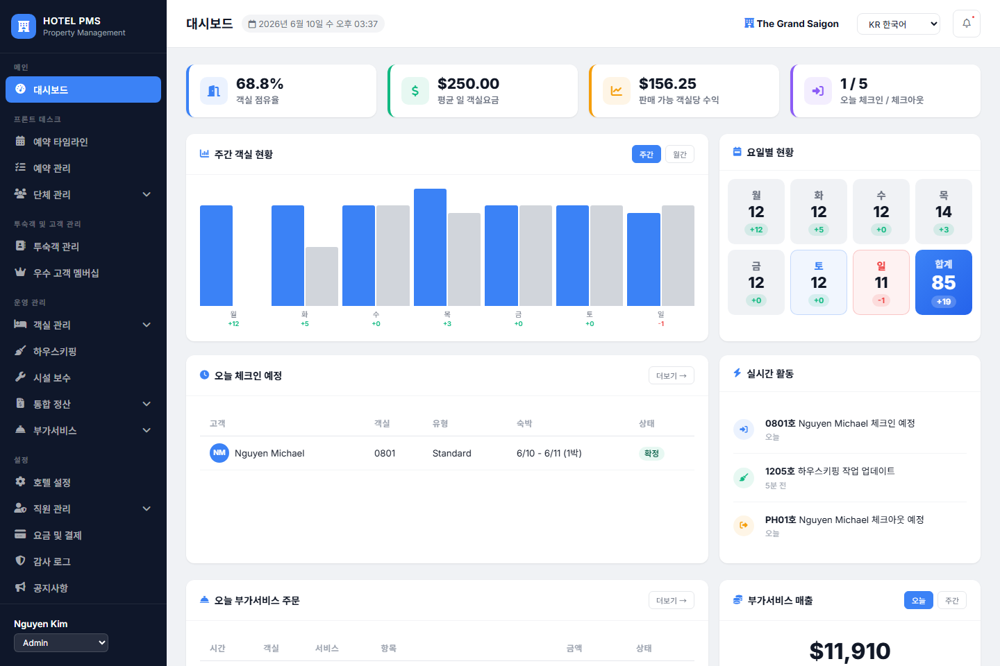 HOTEL PMS
Property Management
메인
대시보드
프론트 데스크
예약 타임라인
예약 관리
단체 관리
투숙객 및 고객 관리
투숙객 관리
우수 고객 멤버십
운영 관리
객실 관리
하우스키핑
시설 보수
통합 정산
부가서비스
설정
호텔 설정
직원 관리
요금 및 결제
감사 로그
공지사항
Nguyen Kim
Admin
대시보드
2026년 6월 10일 수 오후 03:37
The Grand Saigon
KR 한국어
68.8%
객실 점유율
$250.00
평균 일 객실요금
$156.25
판매 가능 객실당 수익
1 / 5
오늘 체크인 / 체크아웃
주간 객실 현황
주간 월간
월 화 수 목 금 토 일
+12 +5 +0 +3 +0 +0 -1
요일별 현황
월 화 수 목
12 12 12 14
+12 +5 +0 +3
금 토 일 합계
12 12 11 85
+0 +0 -1 +19
오늘 체크인 예정
더보기 →
고객 객실 유형 숙박 상태
NM Nguyen Michael 0801 Standard 6/10 - 6/11 (1박) 확정
실시간 활동
0801호 Nguyen Michael 체크인 예정
오늘
1205호 하우스키핑 작업 업데이트
5분 전
PH01호 Nguyen Michael 체크아웃 예정
오늘
오늘 부가서비스 주문
더보기 →
시간 객실 서비스 항목 금액 상태
부가서비스 매출
오늘 주간
$11,910